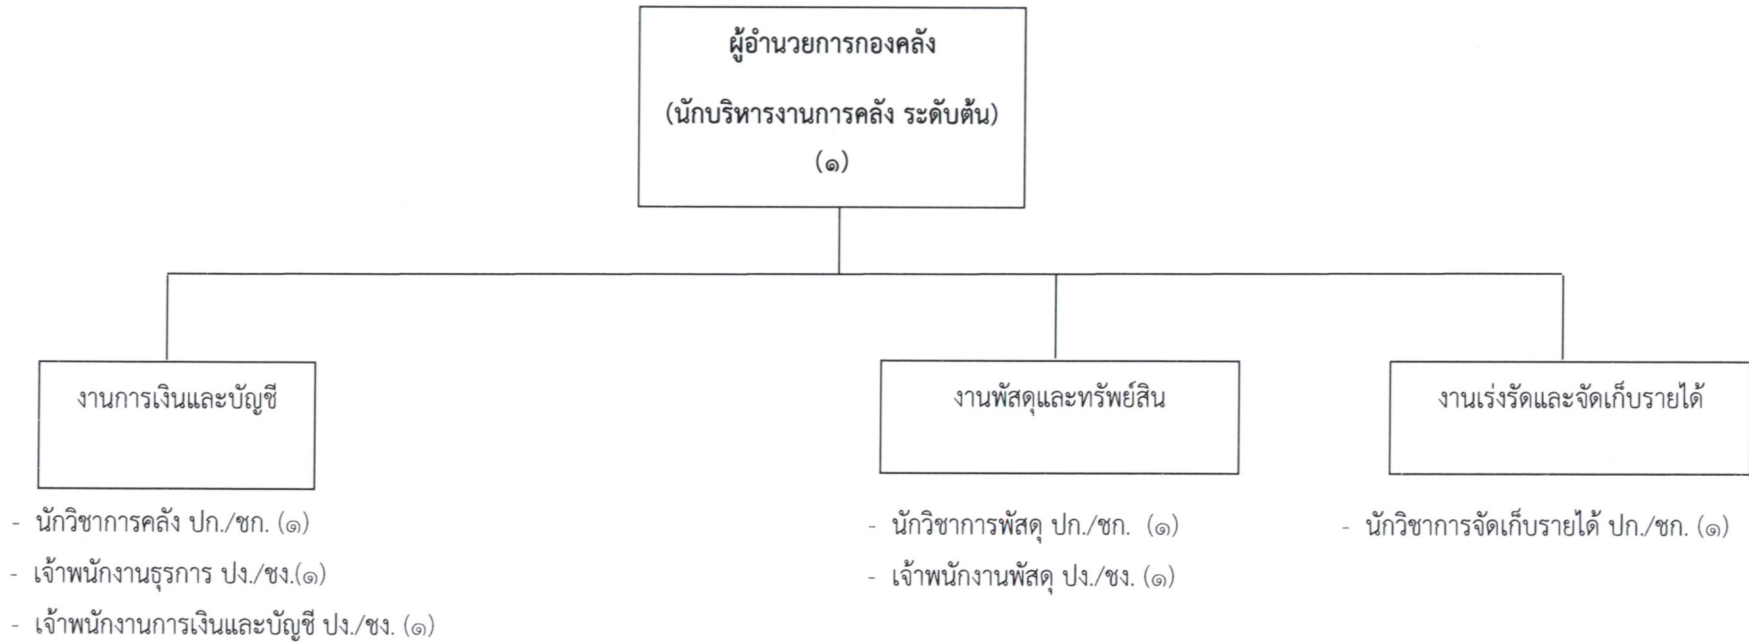 ผู้อำนวยการกองคลัง
(นักบริหารงานการคลัง ระดับต้น)
(๑)
งานการเงินและบัญชี
- นักวิชาการคลัง ปก./ชก. (๑)
- เจ้าพนักงานธุรการ ปง./ชง.(๑)
- เจ้าพนักงานการเงินและบัญชี ปง./ชง. (๑)
งานพัสดุและทรัพย์สิน
- นักวิชาการพัสดุ ปก./ชก. (๑)
- เจ้าพนักงานพัสดุ ปง./ชง. (๑)
งานเร่งรัดและจัดเก็บรายได้
- นักวิชาการจัดเก็บรายได้ ปก./ชก. (๑)